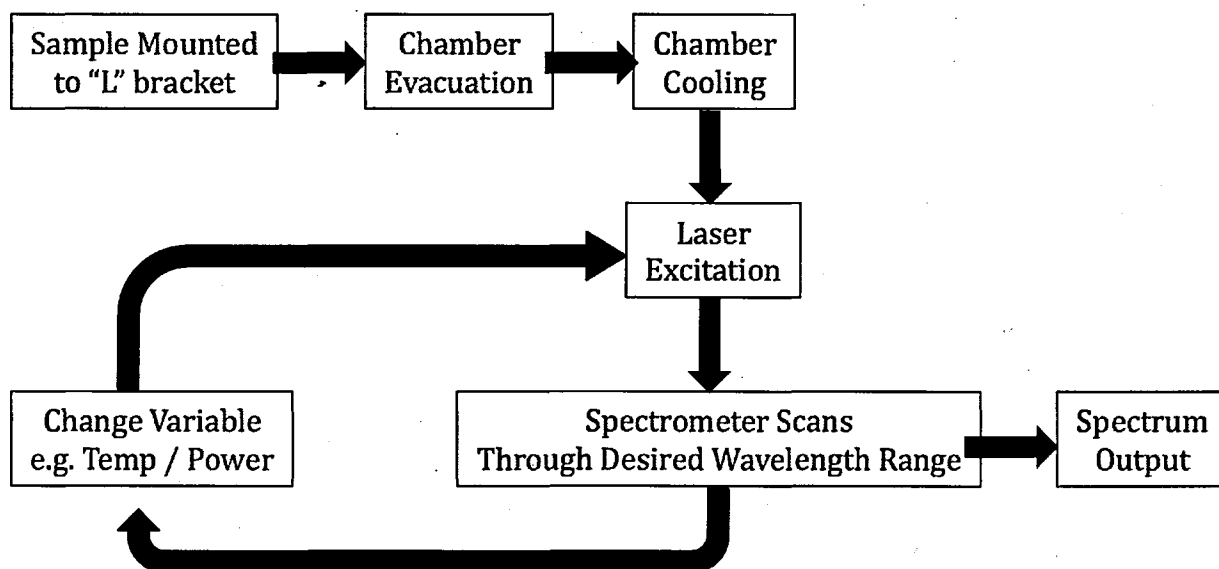 Sample Mounted
to “L” bracket
Chamber
Evacuation
Chamber
Cooling
Laser
Excitation
Change Variable
e.g. Temp / Power
Spectrometer Scans
Through Desired Wavelength Range
Spectrum
Output